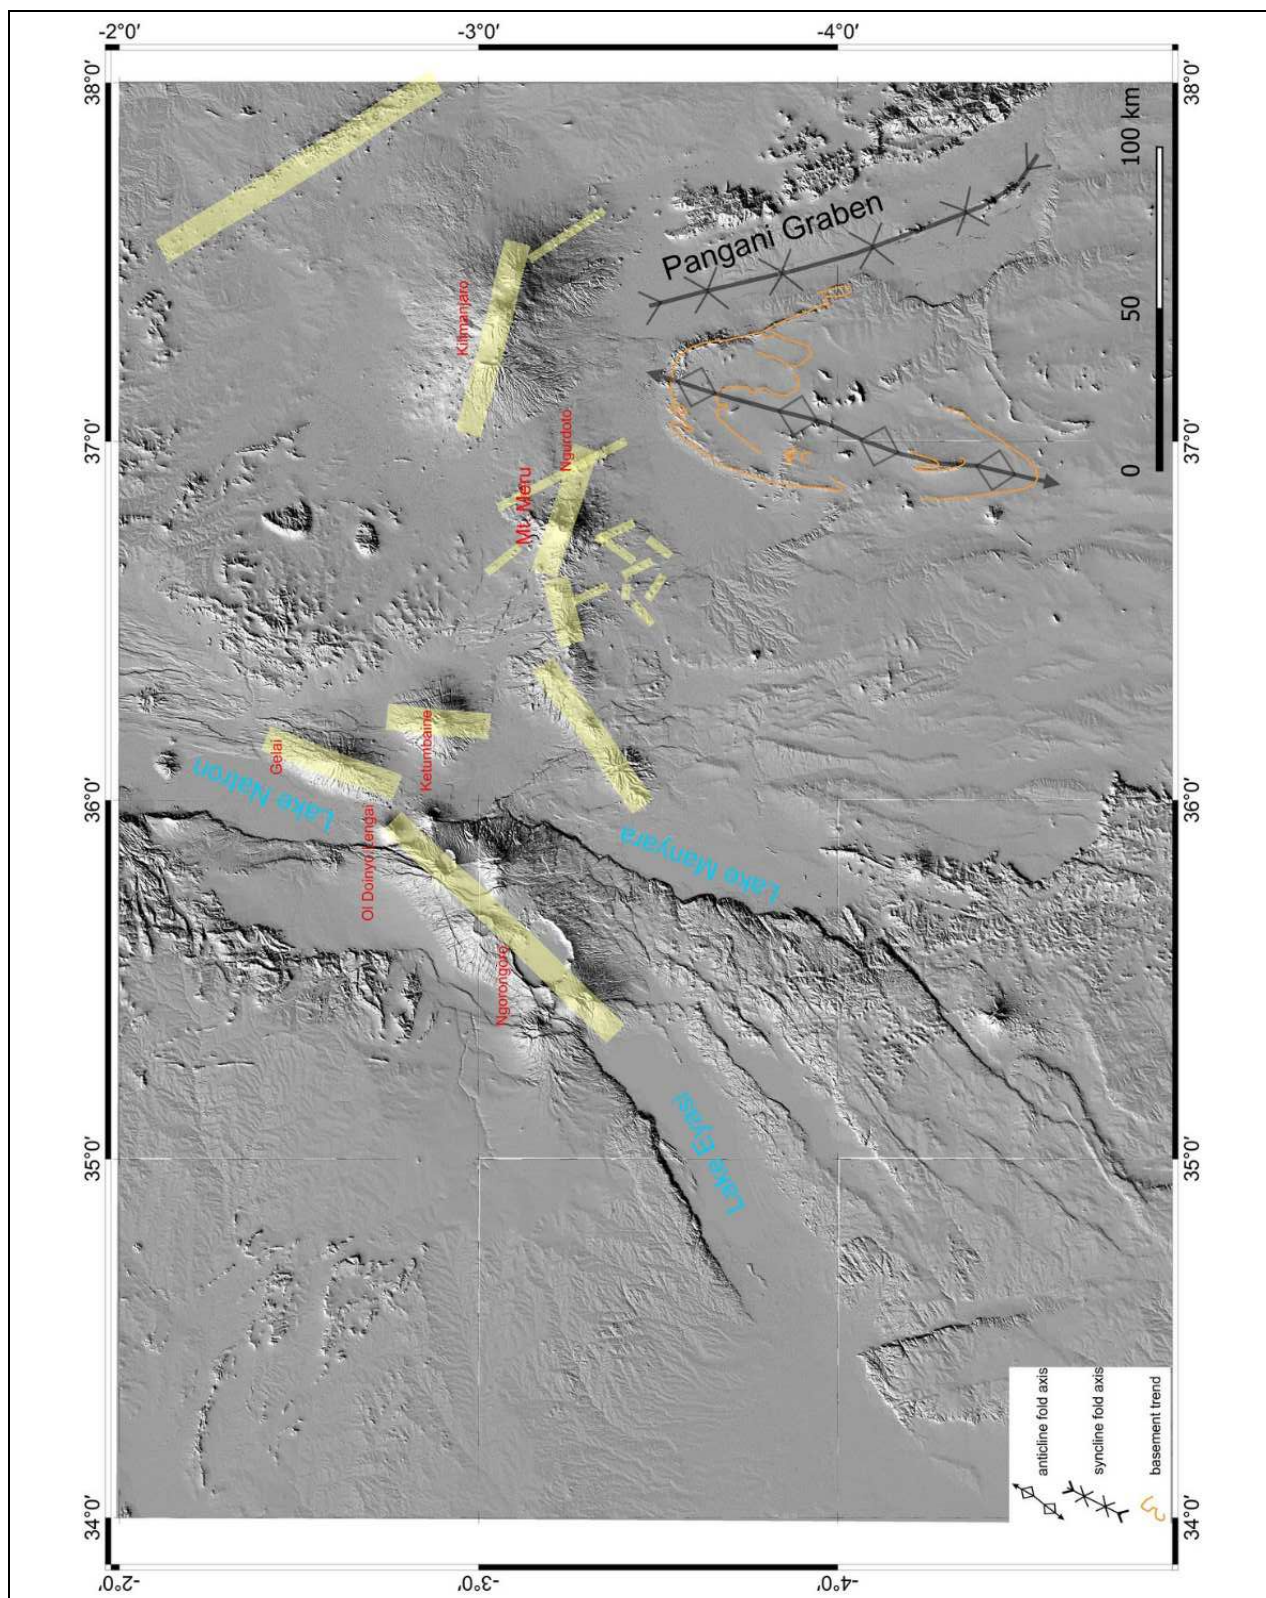 -2°0'
-3°0'
-4°0'
38°0'
38°0'
37°0'
37°0'
36°0'
36°0'
35°0'
35°0'
34°0'
34°0'
-2°0'
-3°0'
-4°0'
Kilimanjaro
Ngurdoto
Mt. Meru
Ketumbaine
Gelai
Lake Natron
Ol Doinyo Lengai
Ngorongoro
Lake Manyara
Lake Eyasi
Pangani Graben
0
50
100 km
anticline fold axis
syncline fold axis
basement trend